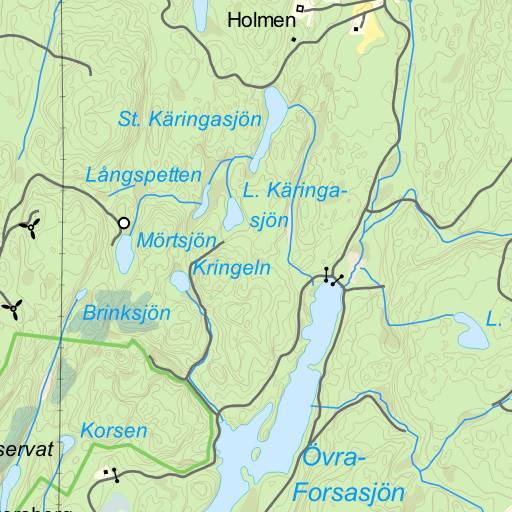 Holmen
St. Käringasjön
Långspetten
L. Käringa-
sjön
Mörtsjön
Kringeln
Brinksjön
L.
Korsen
servat
Övra-
Forsasjön